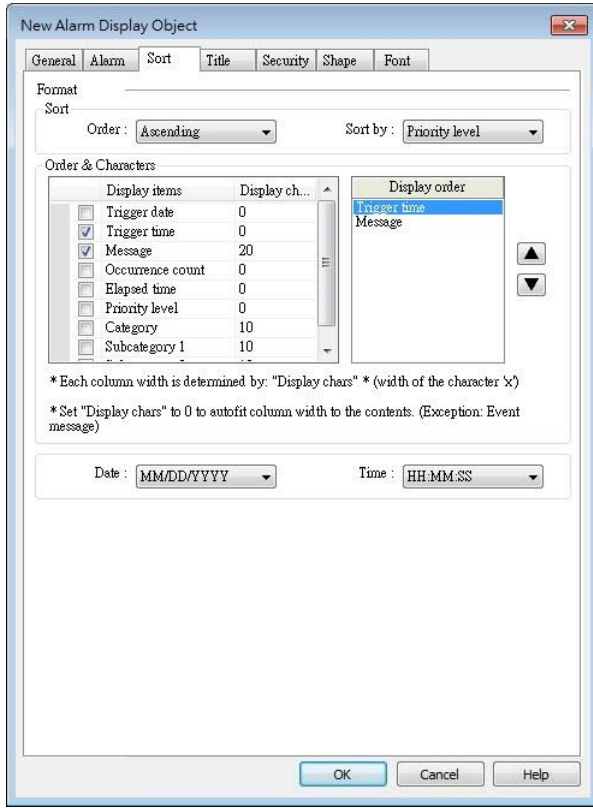 New Alarm Display Object
General Alarm Sort Title Security Shape Font
Format
Sort
Order : Ascending Sort by : Priority level
Order & Characters
Display items Display ch... Display order
Trigger date 0
Trigger time 0
Message 20
Occurrence count 0
Elapsed time 0
Priority level 0
Category 10
Subcategory 1 10
Trigger time
Message
* Each column width is determined by: "Display chars" * (width of the character 'x')
* Set "Display chars" to 0 to autofit column width to the contents. (Exception: Event
message)
Date : MM/DD/YYYY Time : HH:MM:SS
OK Cancel Help